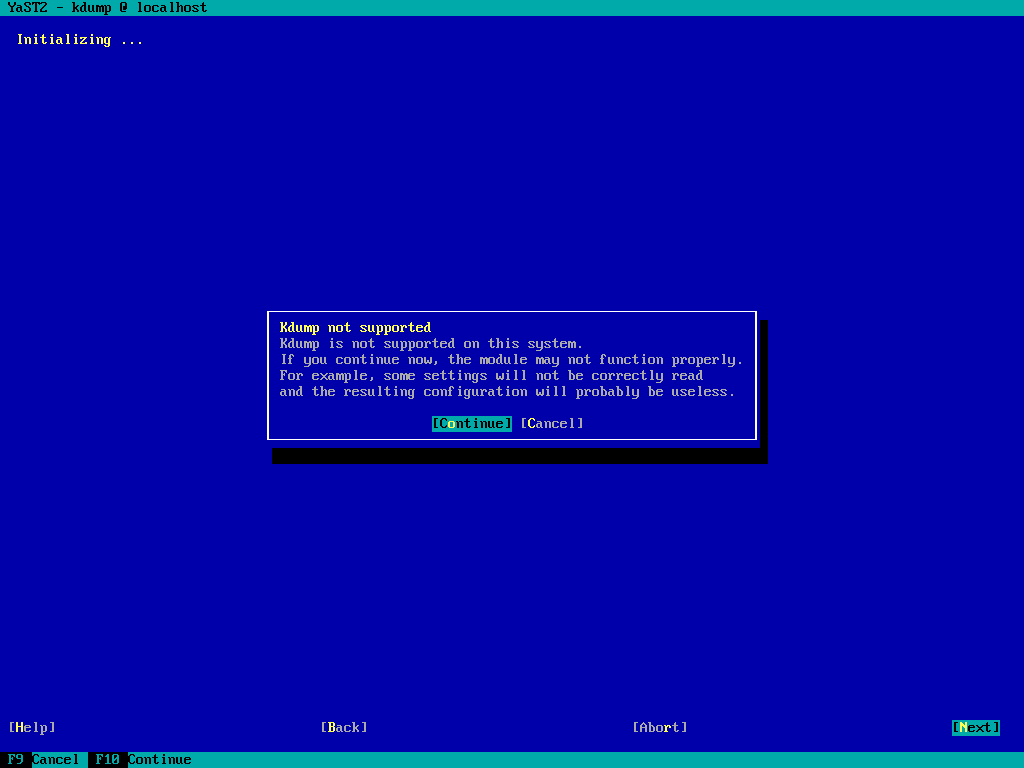 YaST2 - kdump @ localhost
Initializing ...
Kdump not supported
Kdump is not supported on this system.
If you continue now, the module may not function properly.
For example, some settings will not be correctly read
and the resulting configuration will probably be useless.
[Continue] [Cancel]
[Help] [Back] [Abort] [Next]
F9 Cancel F10 Continue